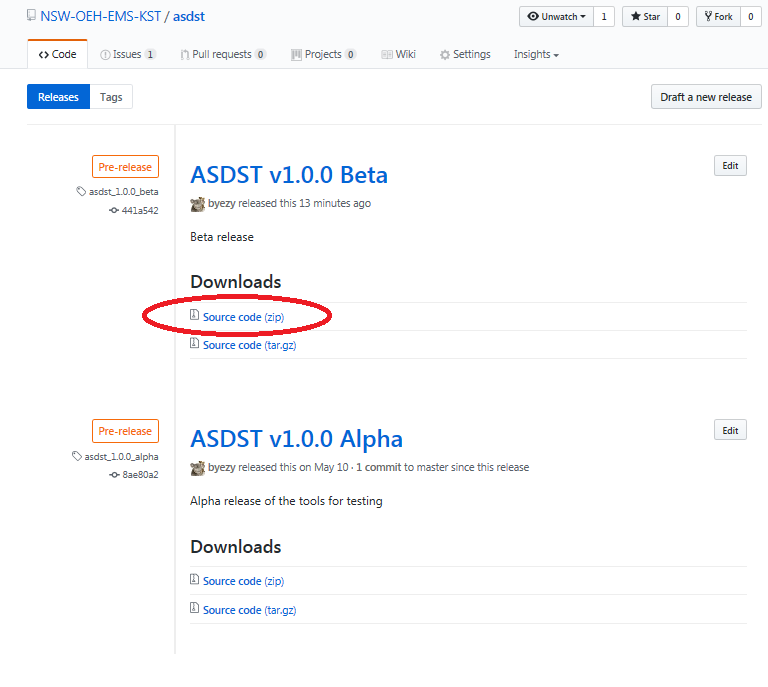 NSW-OEH-EMS-KST / asdst
Unwatch 1 Star 0 Fork 0
Code Issues 1 Pull requests 0 Projects 0 Wiki Settings Insights
Releases Tags Draft a new release
Pre-release
asdst_1.0.0_beta
441a542
ASDST v1.0.0 Beta
Edit
byezy released this 13 minutes ago
Beta release
Downloads
Source code (zip)
Source code (tar.gz)
Pre-release
asdst_1.0.0_alpha
8ae80a2
ASDST v1.0.0 Alpha
Edit
byezy released this on May 10 · 1 commit to master since this release
Alpha release of the tools for testing
Downloads
Source code (zip)
Source code (tar.gz)